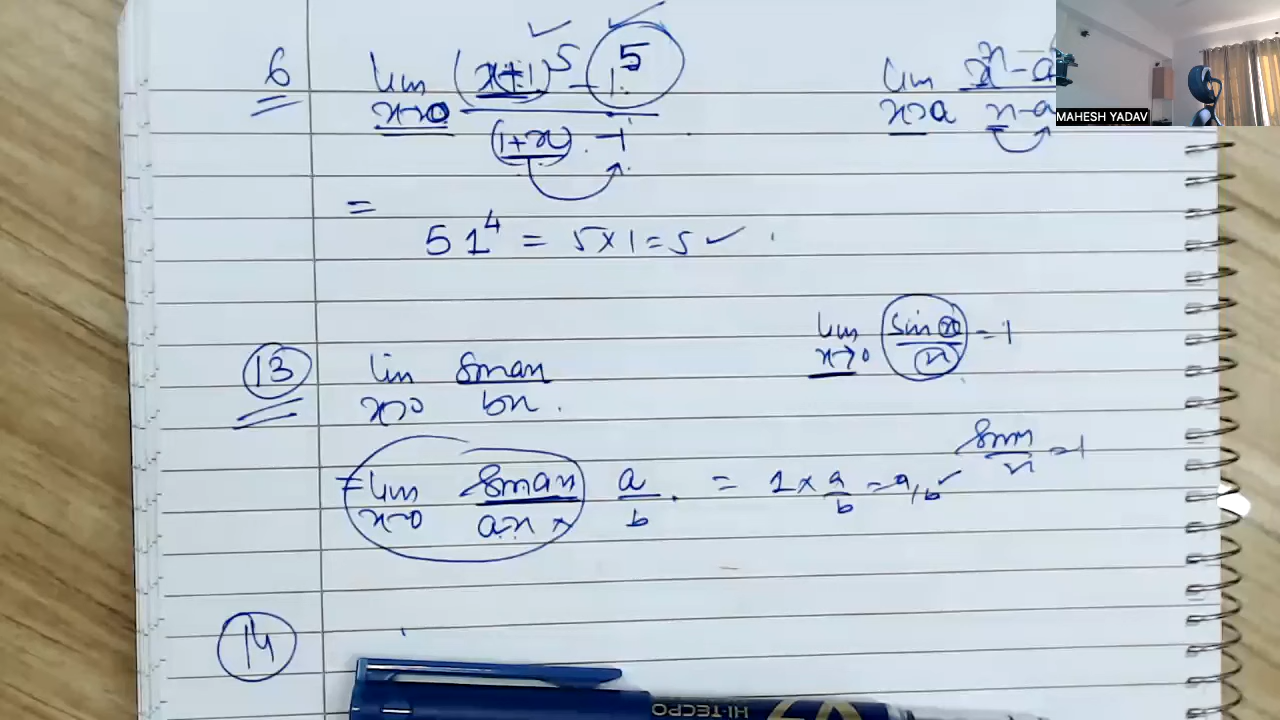 6 lim x→0 (x+1)^5 - 1^5 / (1+x) - 1
lim x→a x^n - a / x - a
MAHESH YADAV
=
5 1^4 = 5×1 = 5 ✓
lim x→0 sin x / x = 1
13 lim x→0 sin ax / bx .
sin x / x = 1
= lim x→0 sin ax / ax × a / b . = 1 × a / b = a/b ✓
14
HI-TECPO V7